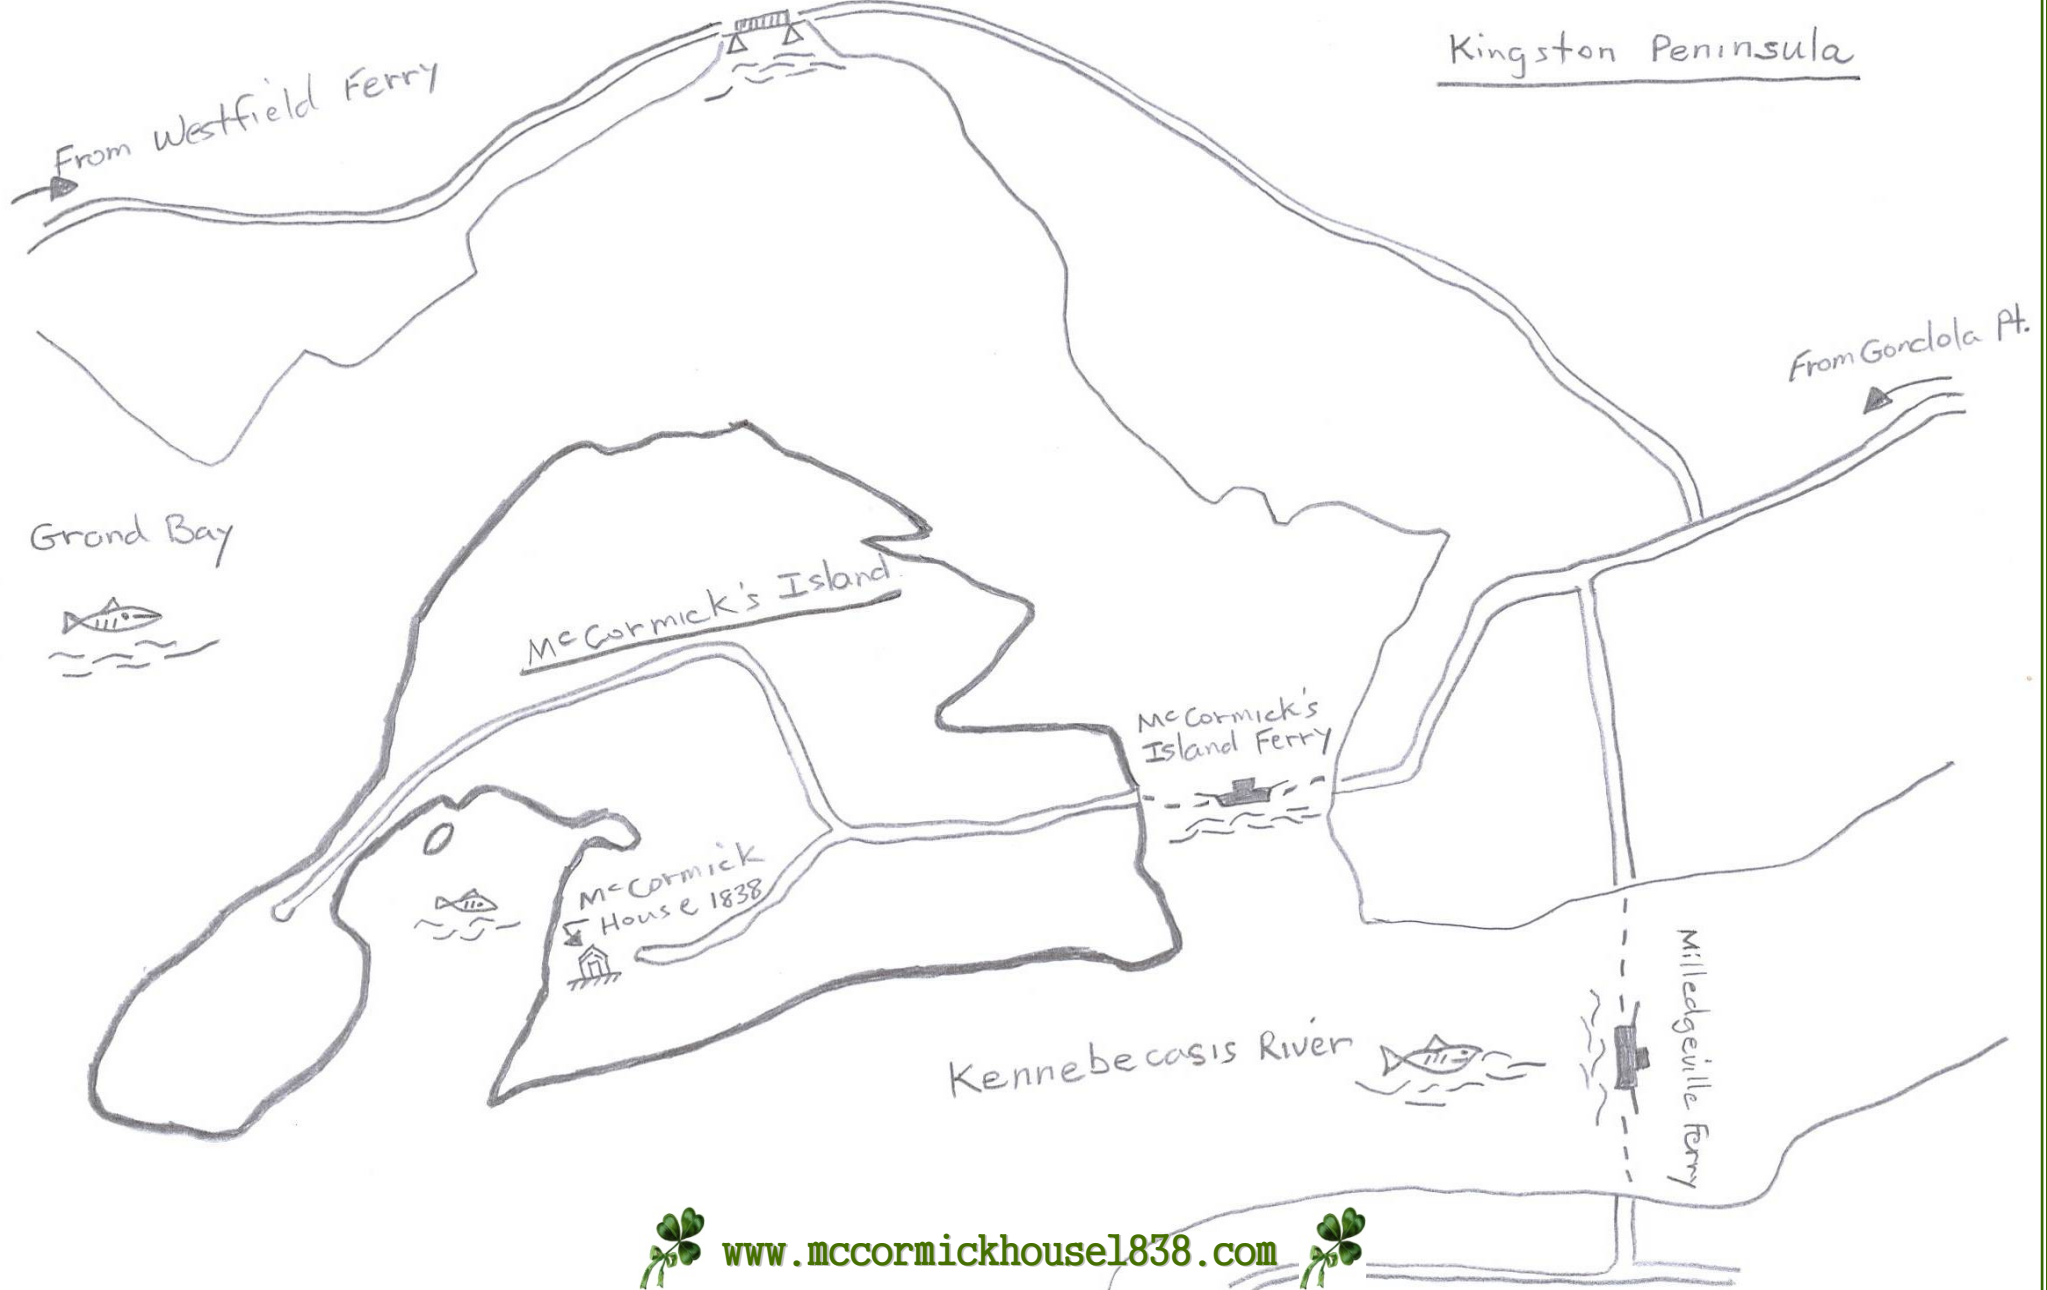 Kingston Peninsula
From Westfield Ferry
From Gondola Pt.
Grand Bay
McCormick's Island
McCormick's
Island Ferry
McCormick
House 1838
Kennebecasis River
Milledgeville Ferry
www.mccormickhouse1838.com